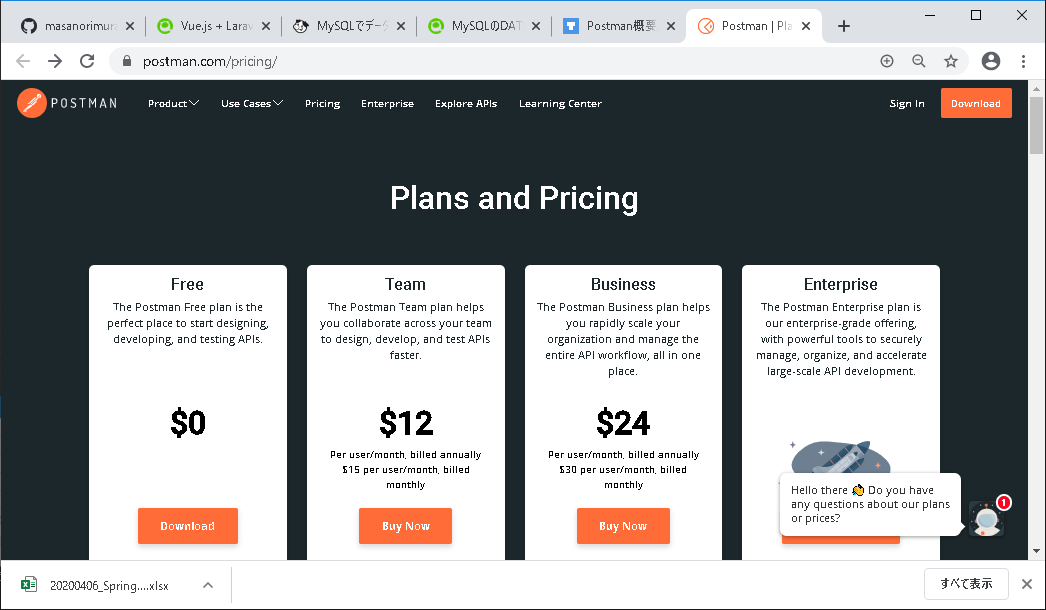 masanorimura
Vue.js + Larav
MySQLでデータ
MySQLのDAT
Postman概要
Postman | Pla
postman.com/pricing/
POSTMAN
Product
Use Cases
Pricing
Enterprise
Explore APIs
Learning Center
Sign In
Download
Plans and Pricing
Free
The Postman Free plan is the
perfect place to start designing,
developing, and testing APIs.
$0
Download
Team
The Postman Team plan helps
you collaborate across your team
to design, develop, and test APIs
faster.
$12
Per user/month, billed annually
$15 per user/month, billed
monthly
Buy Now
Business
The Postman Business plan helps
you rapidly scale your
organization and manage the
entire API workflow, all in one
place.
$24
Per user/month, billed annually
$30 per user/month, billed
monthly
Buy Now
Enterprise
The Postman Enterprise plan is
our enterprise-grade offering,
with powerful tools to securely
manage, organize, and accelerate
large-scale API development.
Hello there 👋 Do you have
any questions about our plans
or prices?
1
20200406_Spring....xlsx
すべて表示